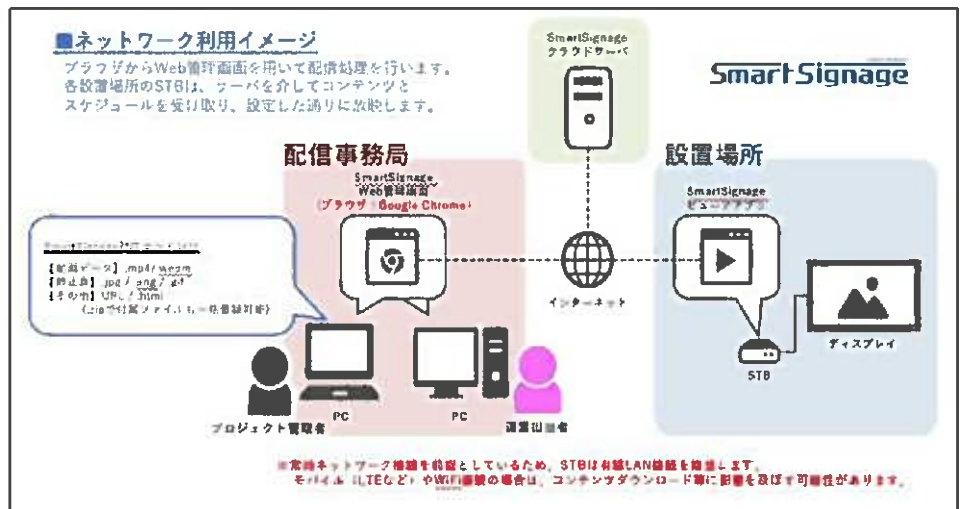 ■ネットワーク利用イメージ
ブラウザからWeb管理画面を用いて配信処理を行います。
各設置場所のSTBは、サーバを介してコンテンツと
スケジュールを受け取り、設定した通りに放映します。
SmartSignage
クラウドサーバ
SmartSignage
配信事務局
SmartSignage
Web管理画面
(ブラウザ:Google Chrome)
設置場所
SmartSignage
ビューアアプリ
【動画データ】.mp4/ webm
【静止画】.jpg / .png / .gif
【その他】URL / .html
インターネット
ディスプレイ
STB
PC
PC
プロジェクト管理者
運営担当者
※常時ネットワーク接続を前提としているため、STBは有線LAN接続を推奨します。
モバイル（LTEなど）やWiFi接続の場合は、コンテンツダウンロード等に影響を及ぼす可能性があります。